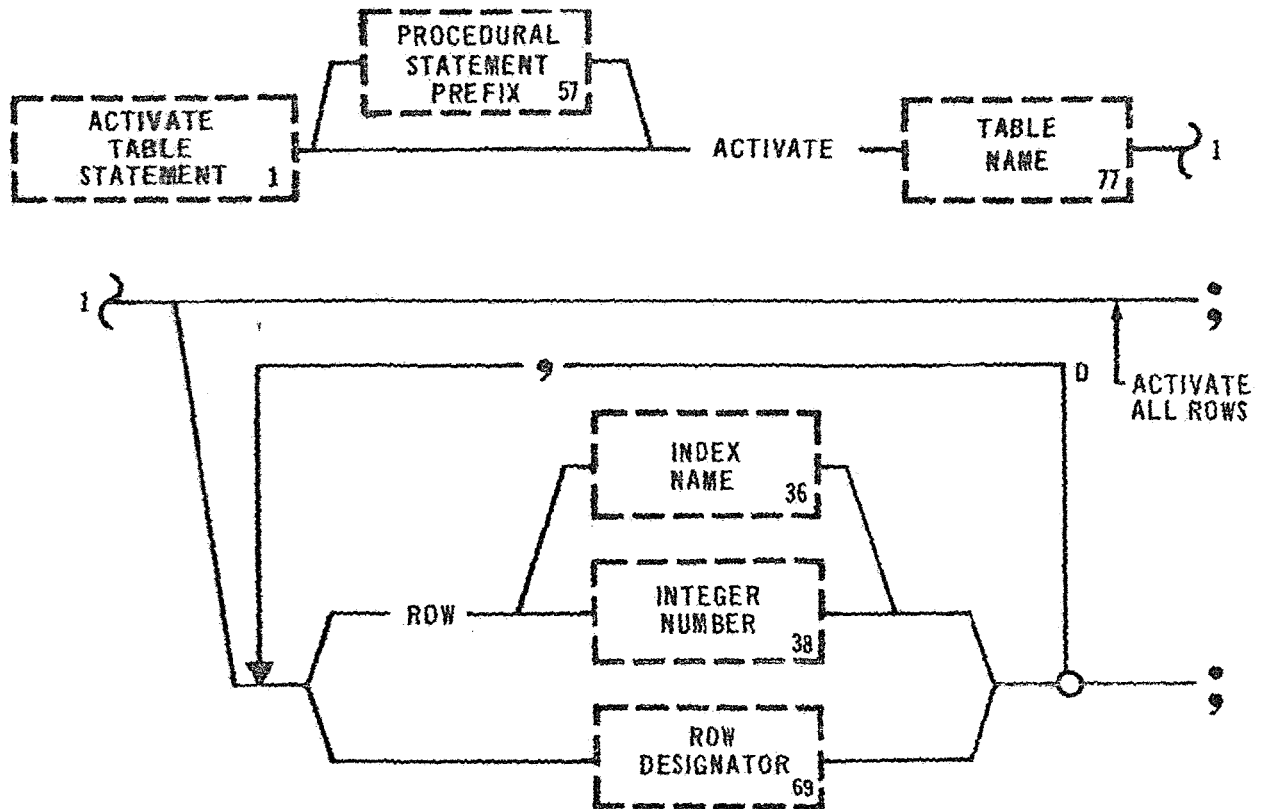 PROCEDURAL
STATEMENT
PREFIX 57
ACTIVATE
TABLE
STATEMENT 1
ACTIVATE
TABLE
NAME
77
1
1
;
,
D
ACTIVATE
ALL ROWS
INDEX
NAME
36
ROW
INTEGER
NUMBER
38
;
ROW
DESIGNATOR
69